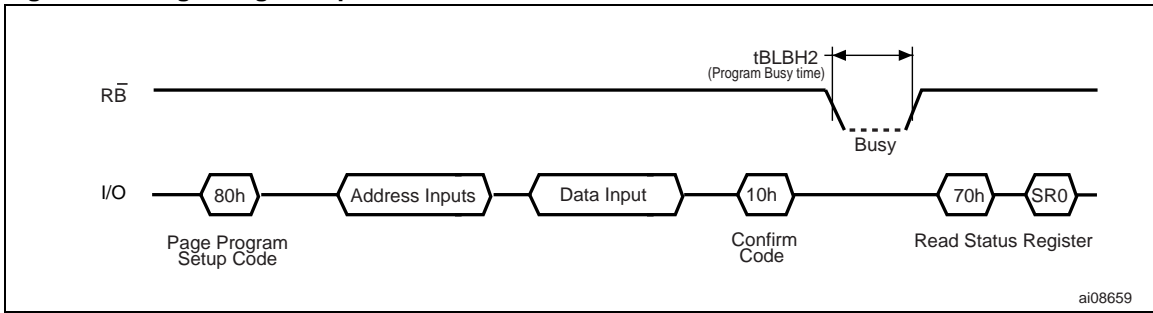 tBLBH2
(Program Busy time)
RB̅
Busy
I/O
80h
Address Inputs
Data Input
10h
70h
SR0
Page Program
Setup Code
Confirm
Code
Read Status Register
ai08659